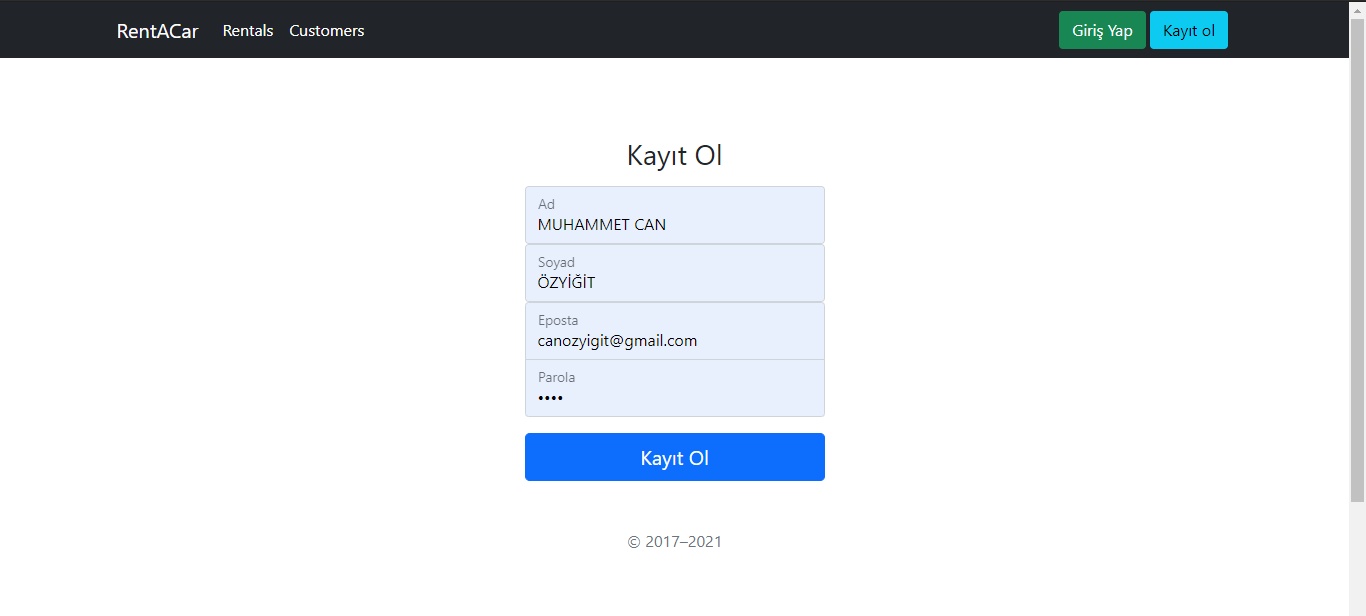 RentACar Rentals Customers Giriş Yap Kayıt ol
Kayıt Ol
Ad
MUHAMMET CAN
Soyad
ÖZYİĞİT
Eposta
canozyigit@gmail.com
Parola
••••
Kayıt Ol
© 2017–2021